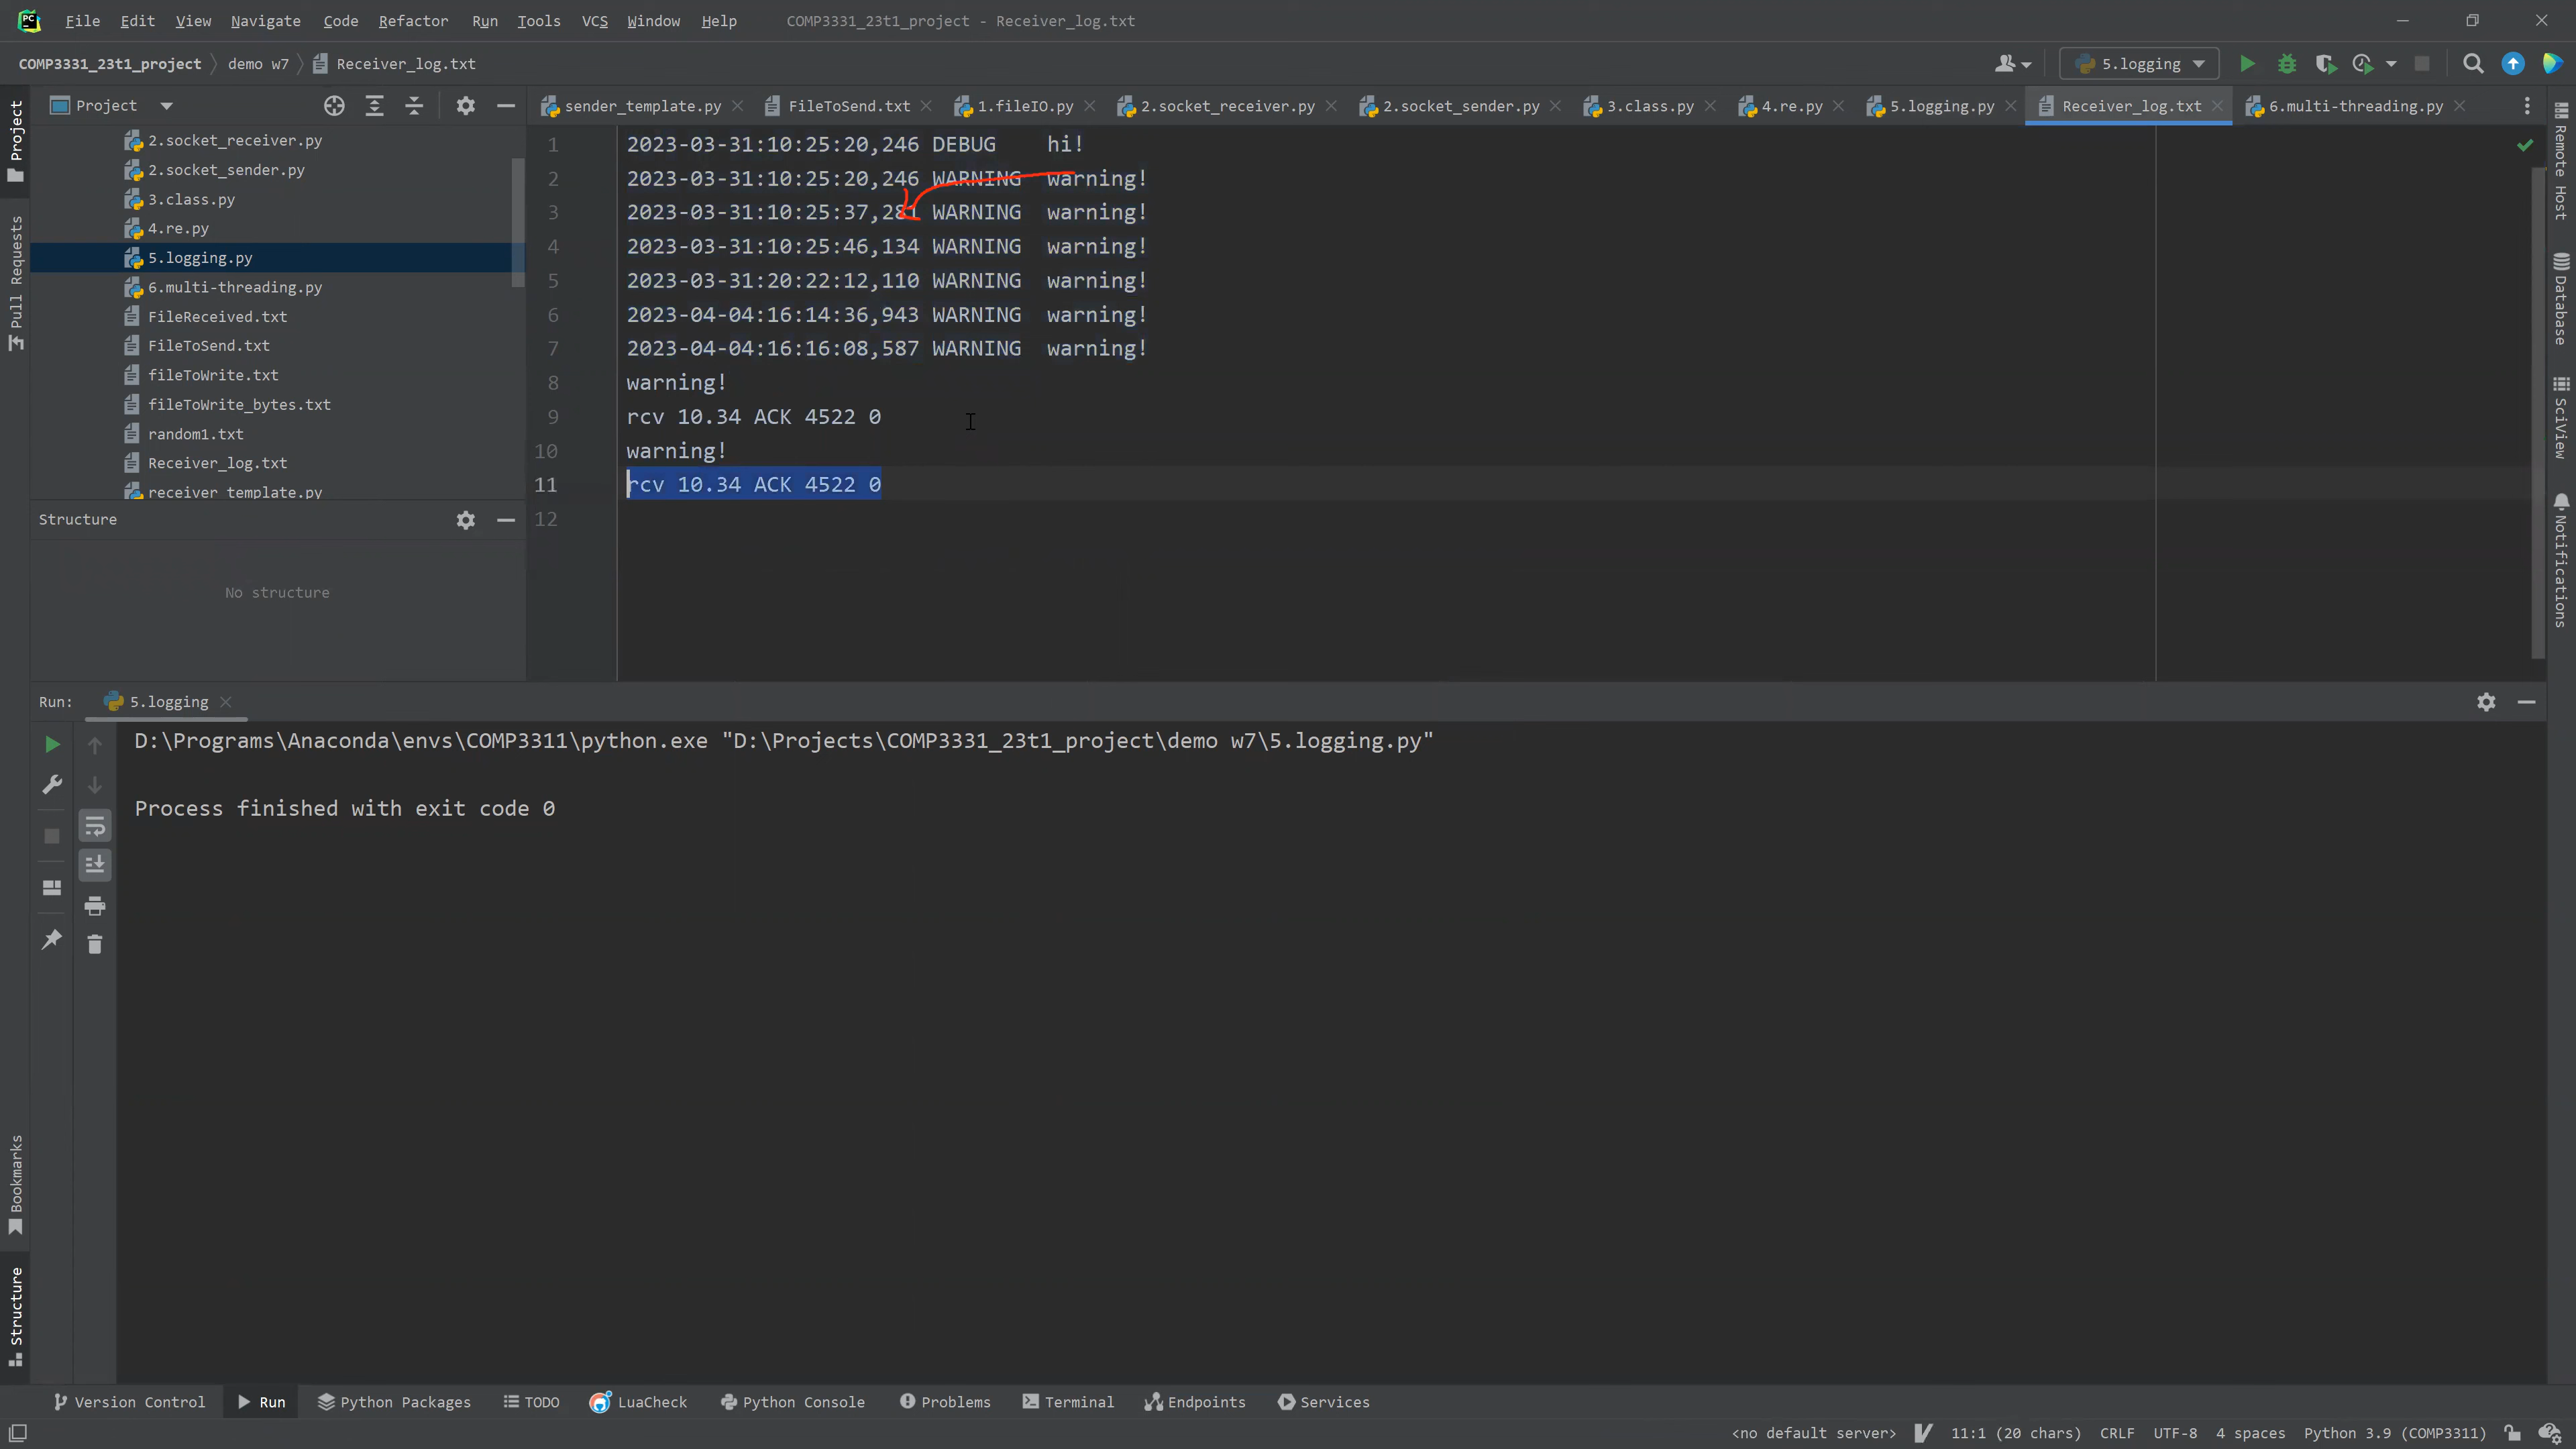 File Edit View Navigate Code Refactor Run Tools VCS Window Help COMP3331_23t1_project - Receiver_log.txt
COMP3331_23t1_project demo w7 Receiver_log.txt 5.logging
Project
sender_template.py FileToSend.txt 1.fileIO.py 2.socket_receiver.py 2.socket_sender.py 3.class.py 4.re.py 5.logging.py Receiver_log.txt 6.multi-threading.py
2.socket_receiver.py
2.socket_sender.py
3.class.py
4.re.py
5.logging.py
6.multi-threading.py
FileReceived.txt
FileToSend.txt
fileToWrite.txt
fileToWrite_bytes.txt
random1.txt
Receiver_log.txt
receiver_template.py
1 2023-03-31:10:25:20,246 DEBUG hi!
2 2023-03-31:10:25:20,246 WARNING warning!
3 2023-03-31:10:25:37,281 WARNING warning!
4 2023-03-31:10:25:46,134 WARNING warning!
5 2023-03-31:20:22:12,110 WARNING warning!
6 2023-04-04:16:14:36,943 WARNING warning!
7 2023-04-04:16:16:08,587 WARNING warning!
8 warning!
9 rcv 10.34 ACK 4522 0
10 warning!
11 rcv 10.34 ACK 4522 0
12
Structure
No structure
Project
Pull Requests
Bookmarks
Structure
Remote Host
Database
SciView
Notifications
Run: 5.logging
D:\Programs\Anaconda\envs\COMP3311\python.exe "D:\Projects\COMP3331_23t1_project\demo w7\5.logging.py"
Process finished with exit code 0
Version Control Run Python Packages TODO LuaCheck Python Console Problems Terminal Endpoints Services
<no default server> 11:1 (20 chars) CRLF UTF-8 4 spaces Python 3.9 (COMP3311)